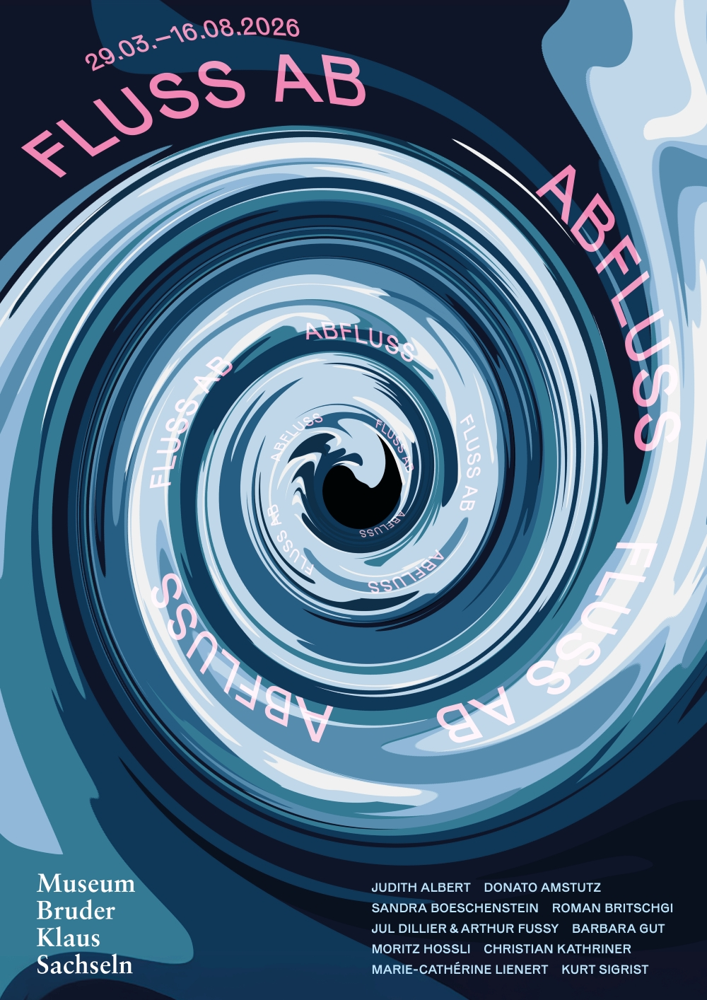 29.03.–16.08.2026
FLUSS AB
ABFLUSS
FLUSS AB
ABFLUSS
FLUSS AB
ABFLUSS
FLUSS AB
ABFLUSS
FLUSS AB
ABFLUSS
FLUSS AB
ABFLUSS
Museum
Bruder
Klaus
Sachseln
JUDITH ALBERT DONATO AMSTUTZ
SANDRA BOESCHENSTEIN ROMAN BRITSCHGI
JUL DILLIER & ARTHUR FUSSY BARBARA GUT
MORITZ HOSSLI CHRISTIAN KATHRINER
MARIE-CATHÉRINE LIENERT KURT SIGRIST